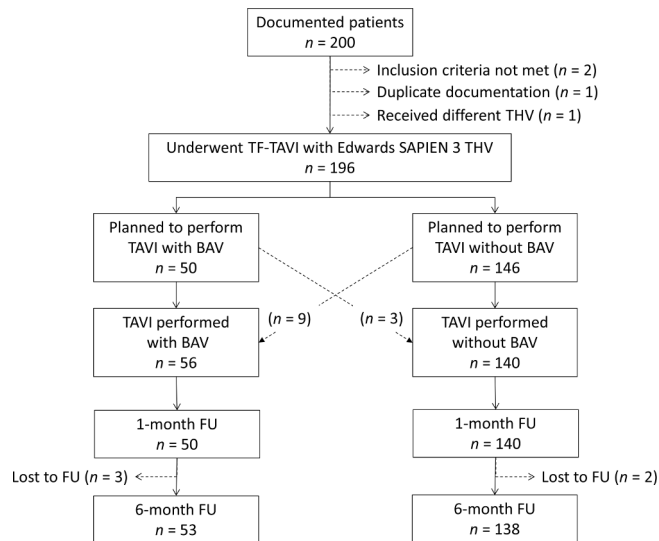 Documented patients
n = 200
Inclusion criteria not met (n = 2)
Duplicate documentation (n = 1)
Received different THV (n = 1)
Underwent TF-TAVI with Edwards SAPIEN 3 THV
n = 196
Planned to perform
TAVI with BAV
n = 50
Planned to perform
TAVI without BAV
n = 146
(n = 9)
(n = 3)
TAVI performed
with BAV
n = 56
TAVI performed
without BAV
n = 140
1-month FU
n = 50
1-month FU
n = 140
Lost to FU (n = 3)
Lost to FU (n = 2)
6-month FU
n = 53
6-month FU
n = 138